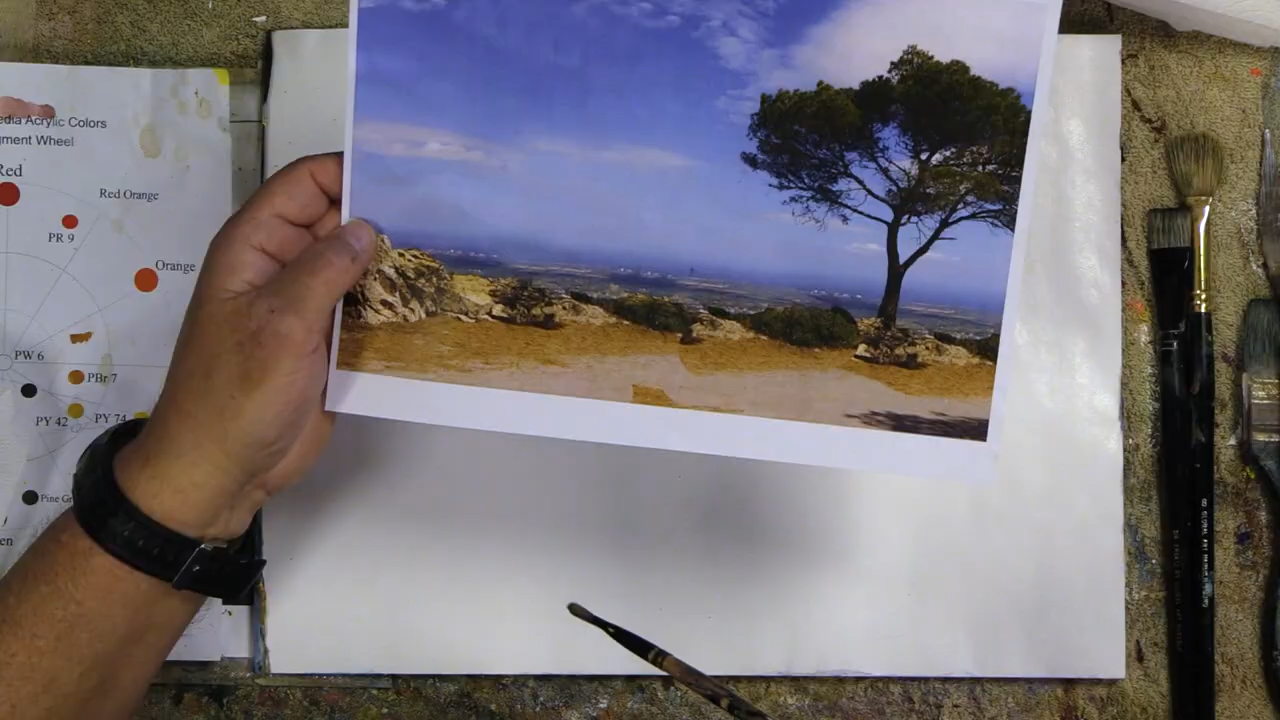 edia Acrylic Colors
gment Wheel
Red
Red Orange
PR 9
Orange
PW 6
PBr 7
PY 42
PY 74
Pine Gr
en